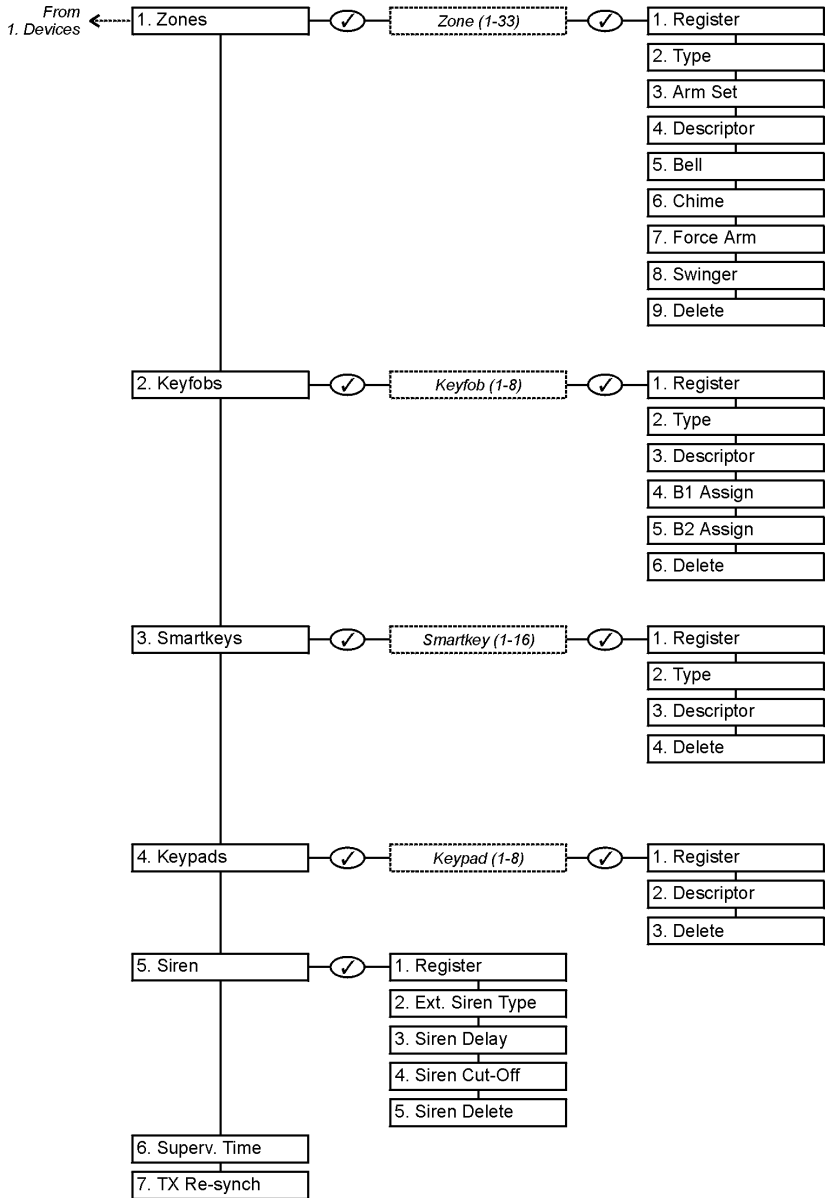 From
1. Devices
1. Zones
Zone (1-33)
1. Register
2. Type
3. Arm Set
4. Descriptor
5. Bell
6. Chime
7. Force Arm
8. Swinger
9. Delete
2. Keyfobs
Keyfob (1-8)
1. Register
2. Type
3. Descriptor
4. B1 Assign
5. B2 Assign
6. Delete
3. Smartkeys
Smartkey (1-16)
1. Register
2. Type
3. Descriptor
4. Delete
4. Keypads
Keypad (1-8)
1. Register
2. Descriptor
3. Delete
5. Siren
1. Register
2. Ext. Siren Type
3. Siren Delay
4. Siren Cut-Off
5. Siren Delete
6. Superv. Time
7. TX Re-synch